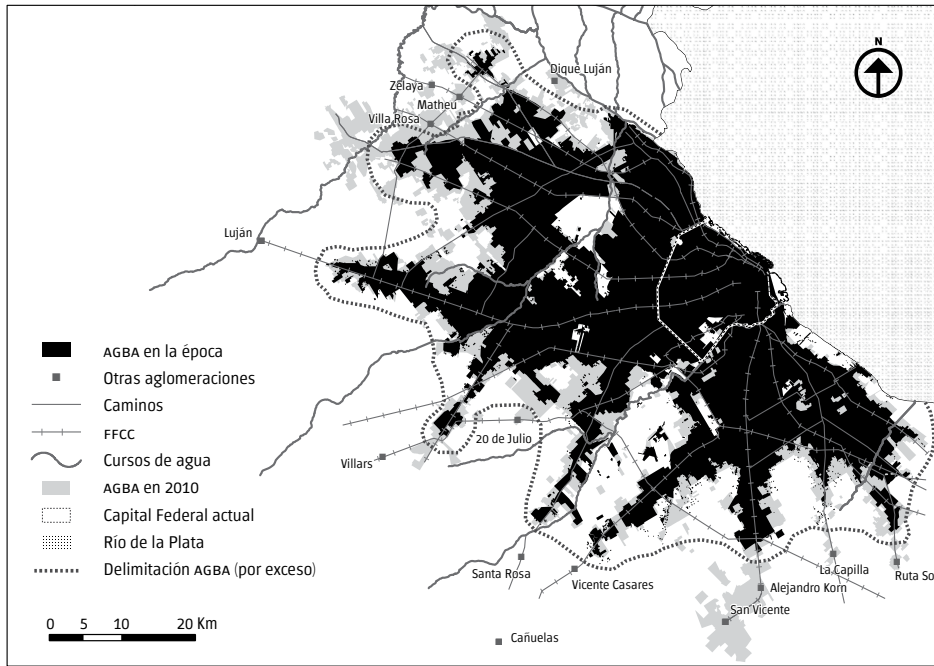 N
Dique Luján
Zelaya
Matheu
Villa Rosa
Luján
AGBA en la época
Otras aglomeraciones
Caminos
FFCC
Cursos de agua
AGBA en 2010
Capital Federal actual
Río de la Plata
Delimitación AGBA (por exceso)
0 5 10 20 Km
20 de Julio
Villars
Santa Rosa
Vicente Casares
La Capilla
Ruta So
Alejandro Korn
San Vicente
Cañuelas